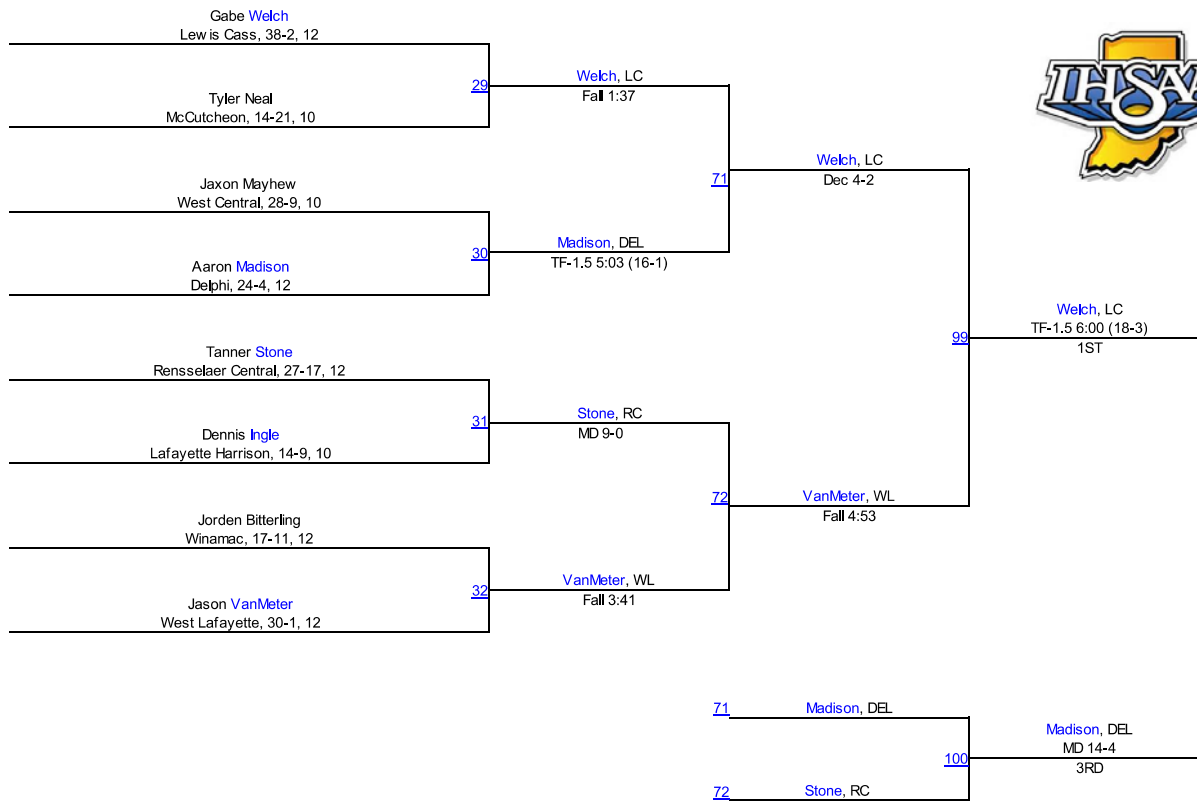 Gabe Welch
Lewis Cass, 38-2, 12
29
Welch, LC
Fall 1:37
Tyler Neal
McCutcheon, 14-21, 10
71
Welch, LC
Dec 4-2
Jaxon Mayhew
West Central, 28-9, 10
30
Madison, DEL
TF-1.5 5:03 (16-1)
Aaron Madison
Delphi, 24-4, 12
99
Welch, LC
TF-1.5 6:00 (18-3)
1ST
Tanner Stone
Rensselaer Central, 27-17, 12
31
Stone, RC
MD 9-0
Dennis Ingle
Lafayette Harrison, 14-9, 10
72
VanMeter, WL
Fall 4:53
Jorden Bitterling
Winamac, 17-11, 12
32
VanMeter, WL
Fall 3:41
Jason VanMeter
West Lafayette, 30-1, 12
71
Madison, DEL
100
Madison, DEL
MD 14-4
3RD
72
Stone, RC
IHSAA